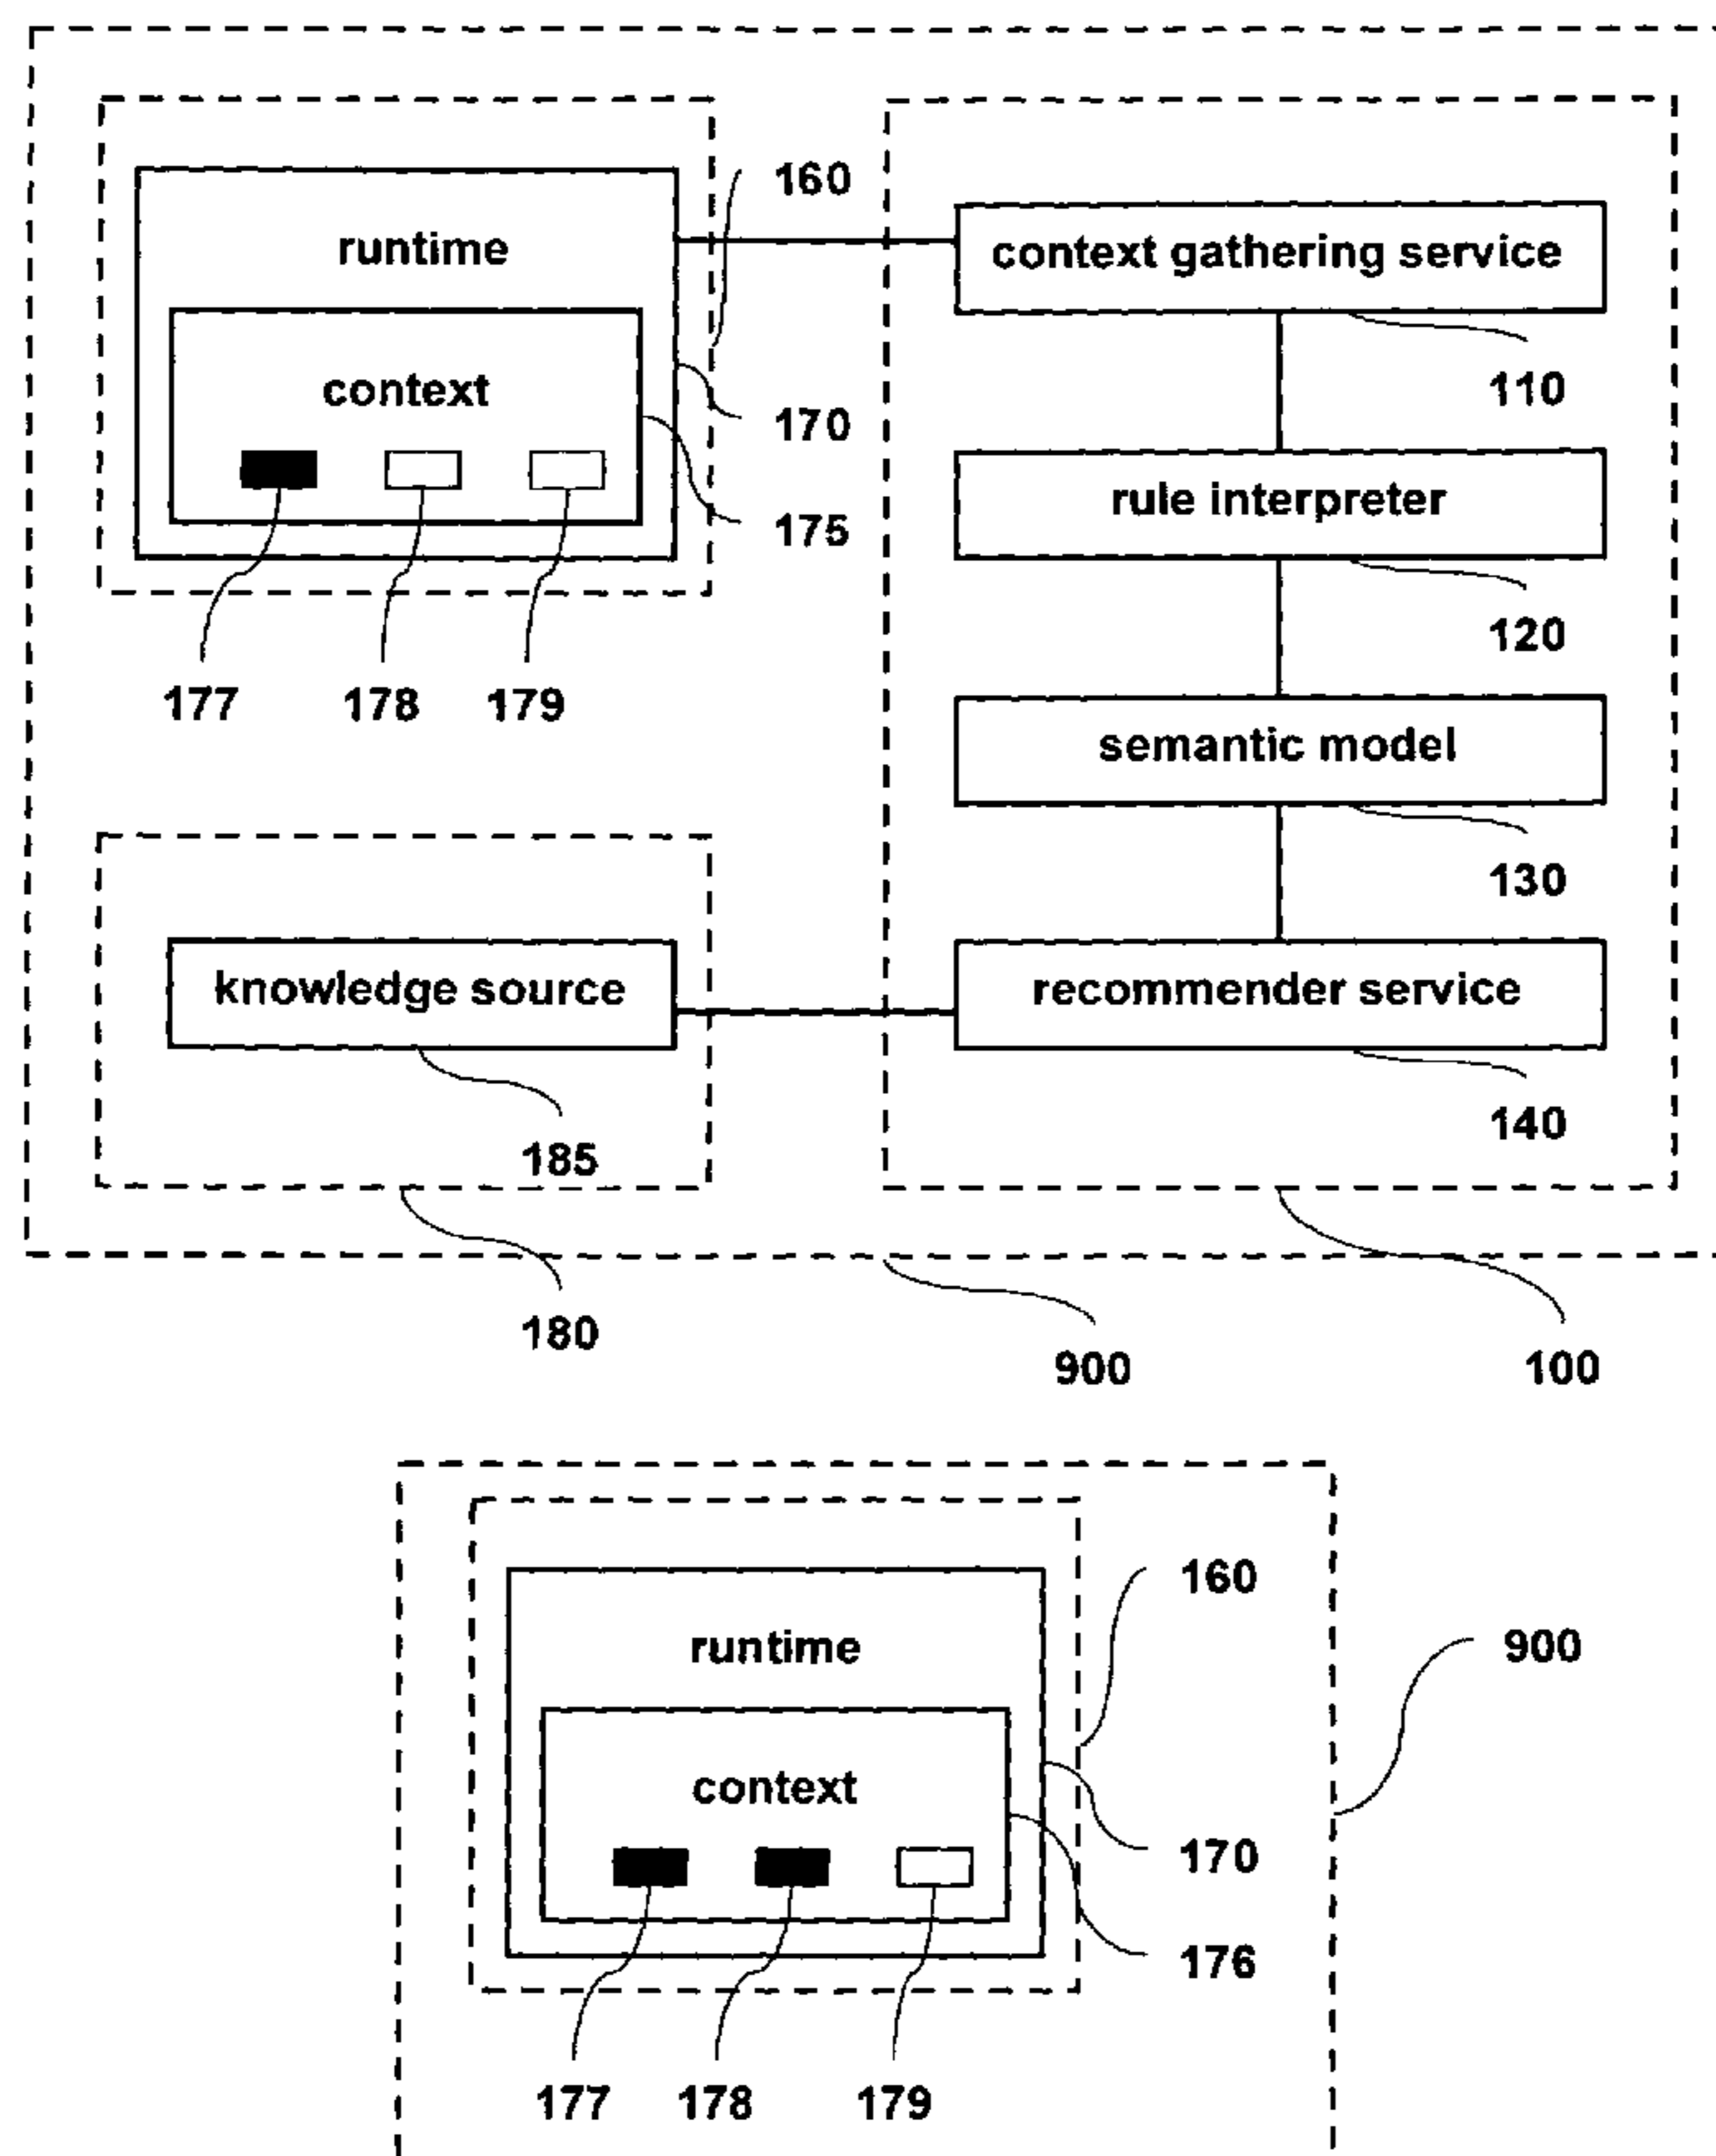 160
runtime
context gathering service
110
context
170
175
rule interpreter
120
177 178 179
semantic model
130
knowledge source
recommender service
140
185
180
900
100
160
runtime
900
context
170
176
177 178 179